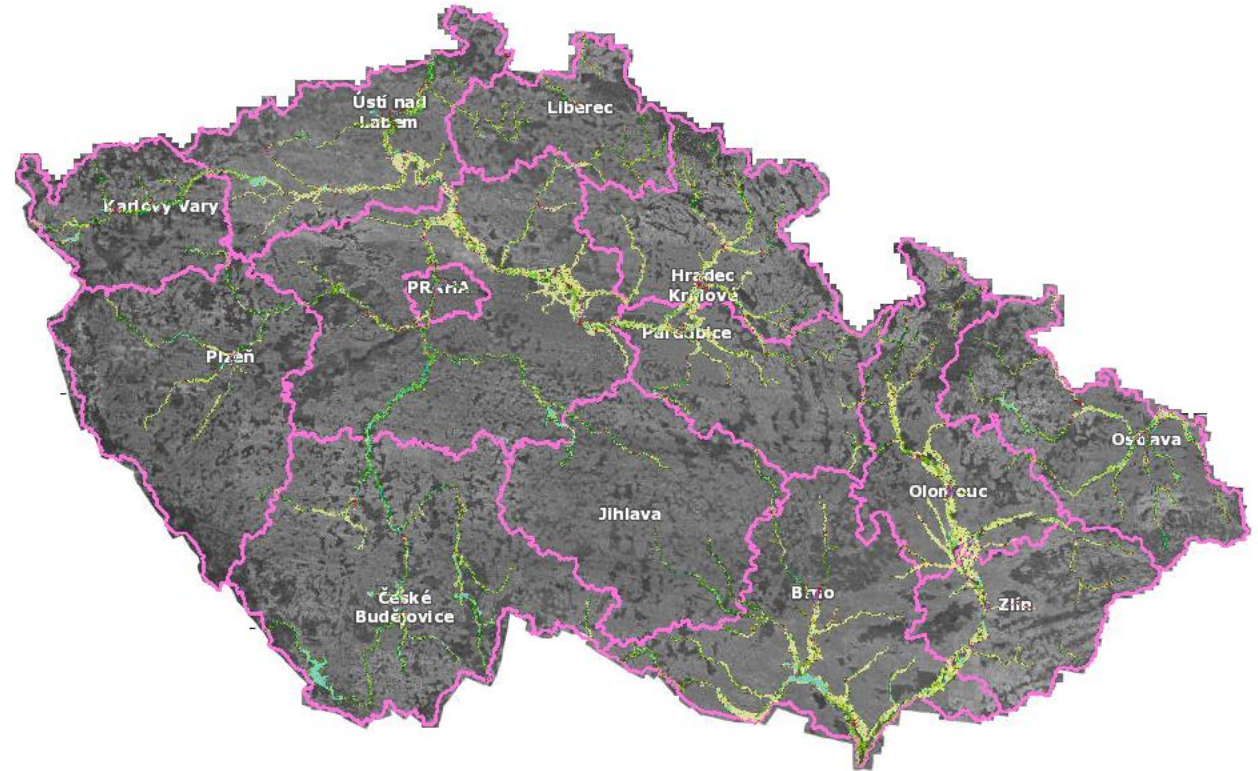 Ústí nad
Labem
Liberec
Karlovy Vary
PRAHA
Hradec
Králové
Pardubice
Plzeň
Ostrava
Olomouc
Jihlava
Brno
České
Budějovice
Zlín